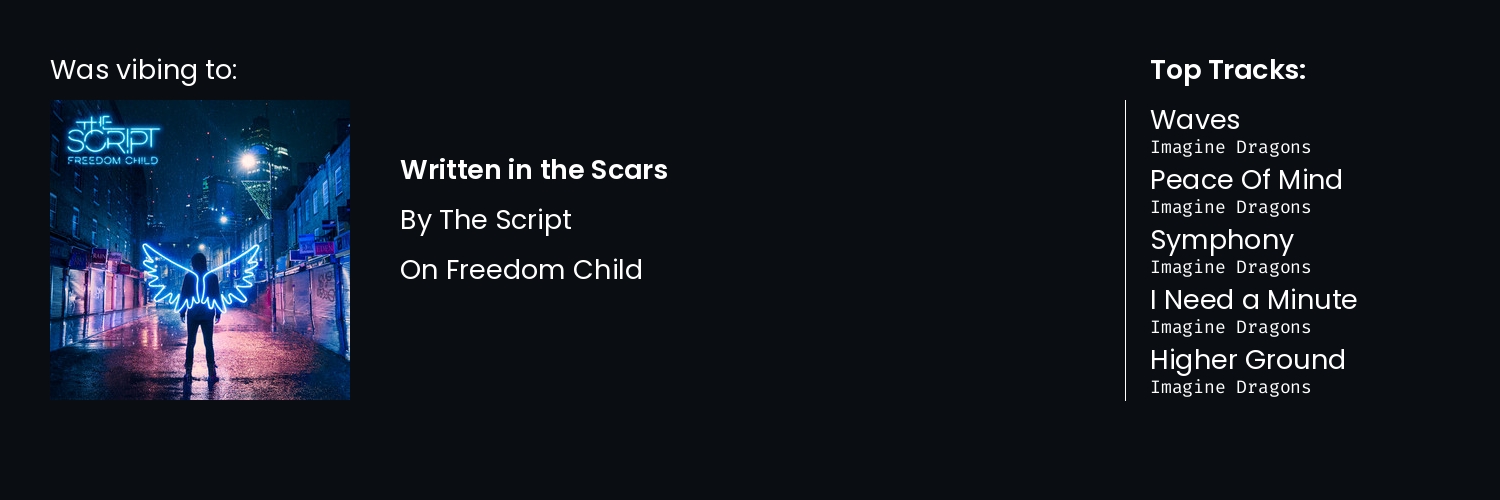 Was vibing to:
THE
SCRIPT
FREEDOM CHILD
Written in the Scars
By The Script
On Freedom Child
Top Tracks:
Waves
Imagine Dragons
Peace Of Mind
Imagine Dragons
Symphony
Imagine Dragons
I Need a Minute
Imagine Dragons
Higher Ground
Imagine Dragons